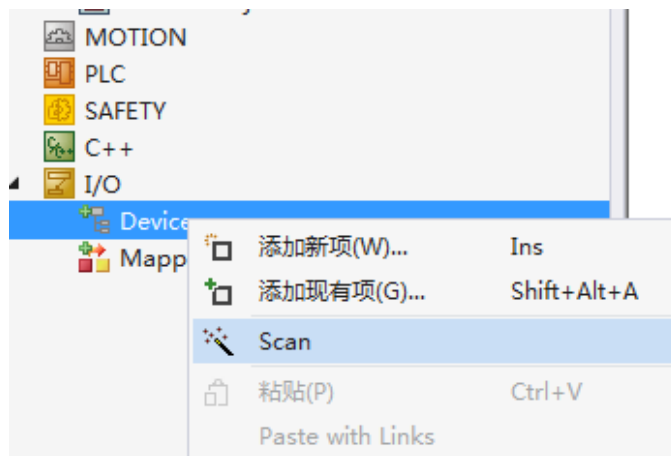 MOTION
PLC
SAFETY
C++
I/O
Device
Mapp
添加新项(W)... Ins
添加现有项(G)... Shift+Alt+A
Scan
粘贴(P) Ctrl+V
Paste with Links